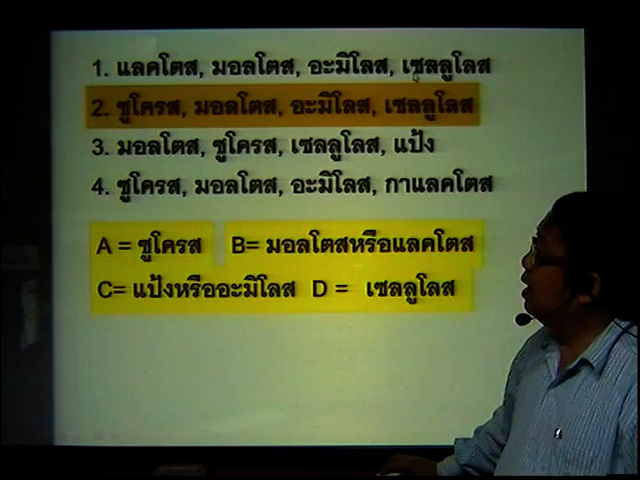 1. แลคโตส, มอลโตส, อะมิโลส, เซลลูโลส
2. ซูโครส, มอลโตส, อะมิโลส, เซลลูโลส
3. มอลโตส, ซูโครส, เซลลูโลส, แป้ง
4. ซูโครส, มอลโตส, อะมิโลส, กาแลคโตส
A = ซูโครส B= มอลโตสหรือแลคโตส
C= แป้งหรืออะมิโลส D = เซลลูโลส